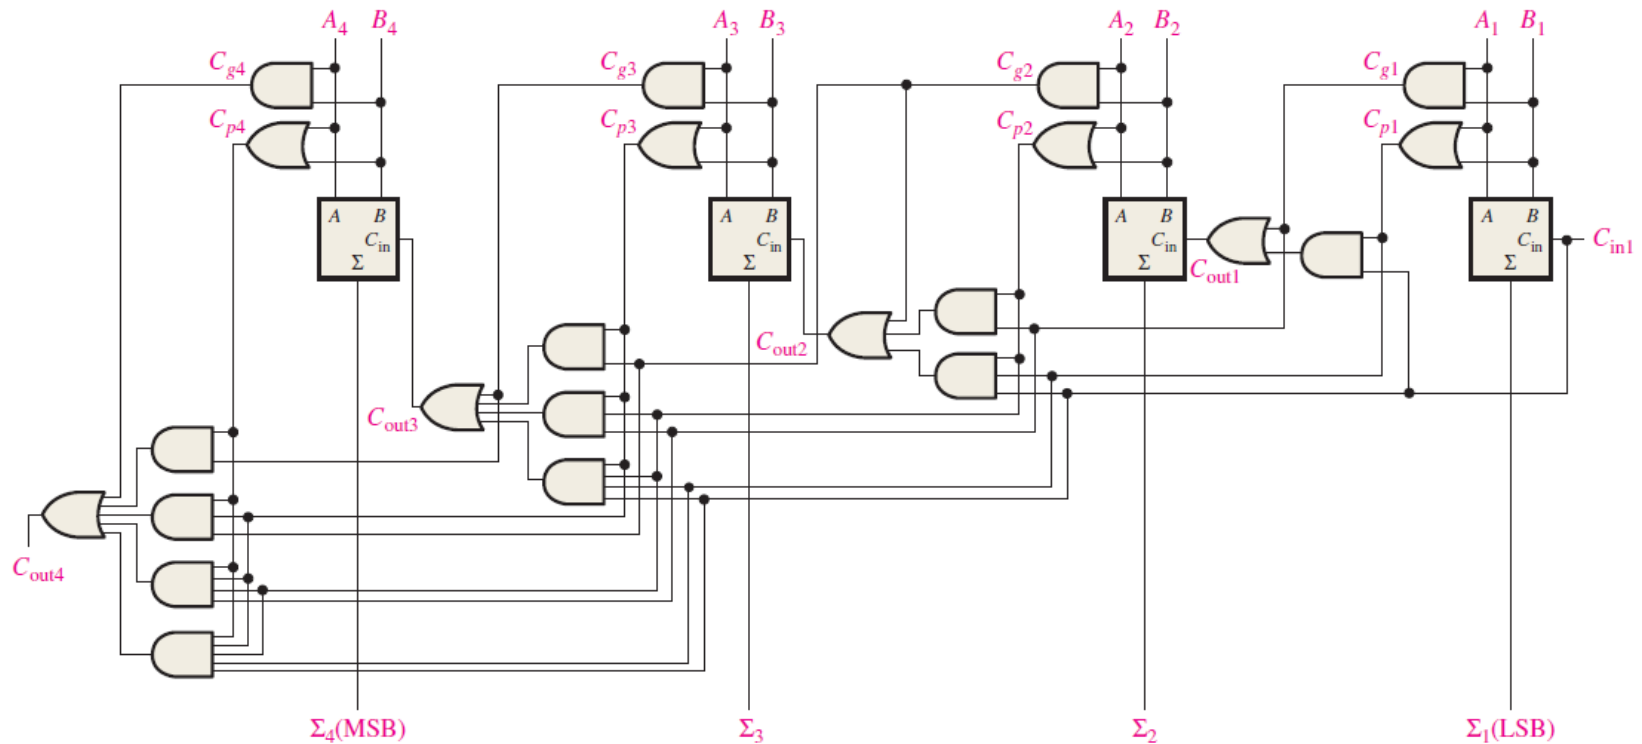 A4 B4 A3 B3 A2 B2 A1 B1
Cg4 Cg3 Cg2 Cg1
Cp4 Cp3 Cp2 Cp1
A B A B A B A B
Cin Cin Cin Cin Cin1
Σ Σ Σ Σ
Cout1
Cout2
Cout3
Cout4
Σ4(MSB) Σ3 Σ2 Σ1(LSB)